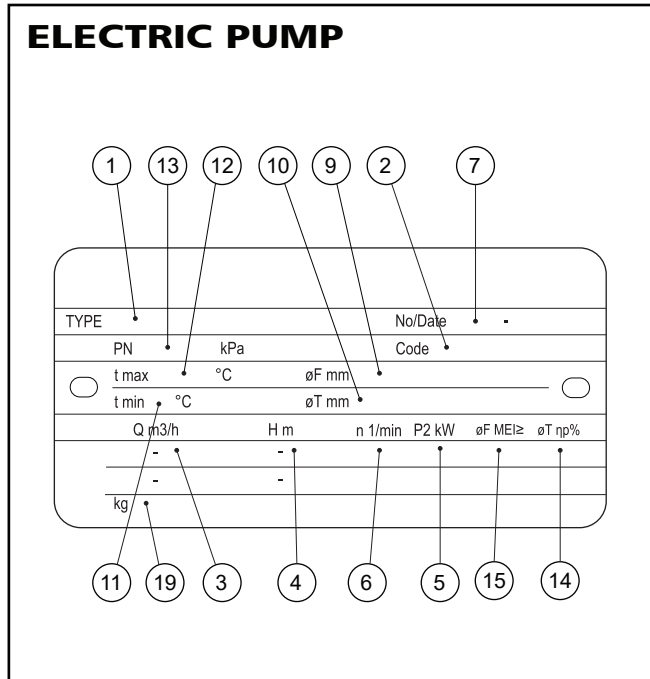 ELECTRIC PUMP
1 13 12 10 9 2 7
TYPE No/Date -
PN kPa Code
t max °C øF mm
t min °C øT mm
Q m3/h H m n 1/min P2 kW øF MEI≥ øT ηp%
- -
- -
kg
11 19 3 4 6 5 15 14